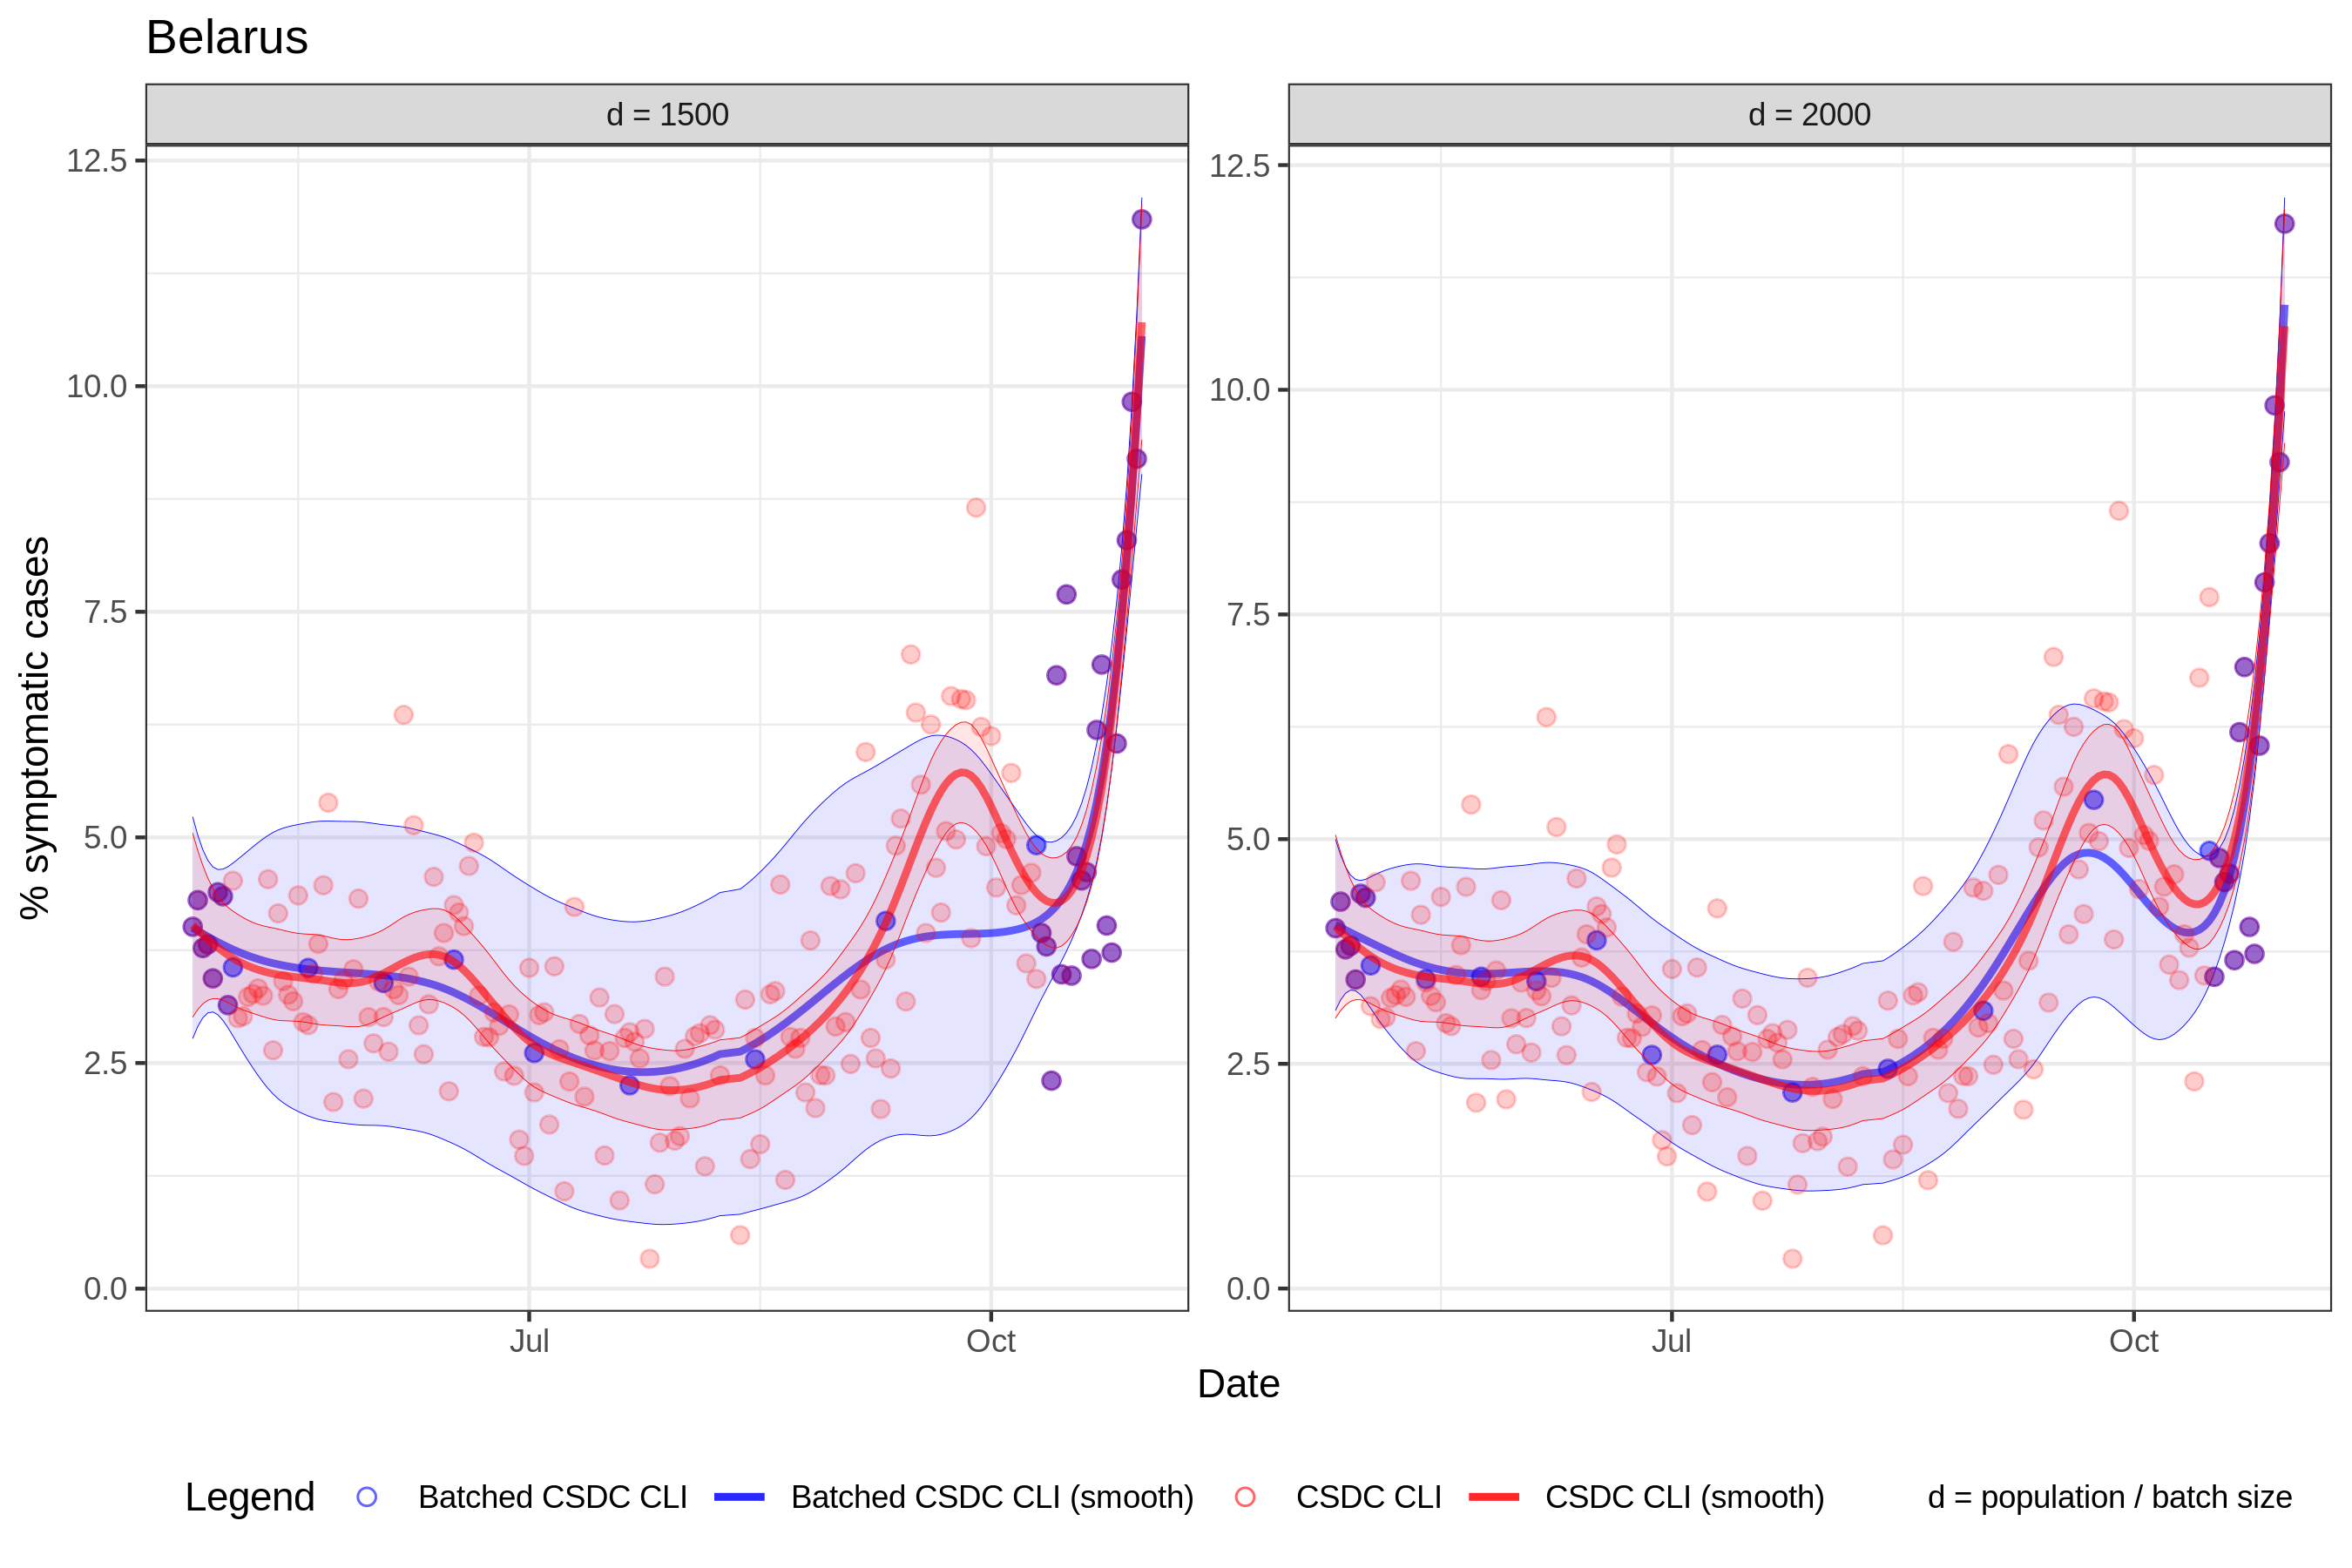 Belarus
d = 1500
d = 2000
12.5
10.0
7.5
5.0
2.5
0.0
12.5
10.0
7.5
5.0
2.5
0.0
% symptomatic cases
Jul
Oct
Jul
Oct
Date
Legend Batched CSDC CLI Batched CSDC CLI (smooth) CSDC CLI CSDC CLI (smooth) d = population / batch size